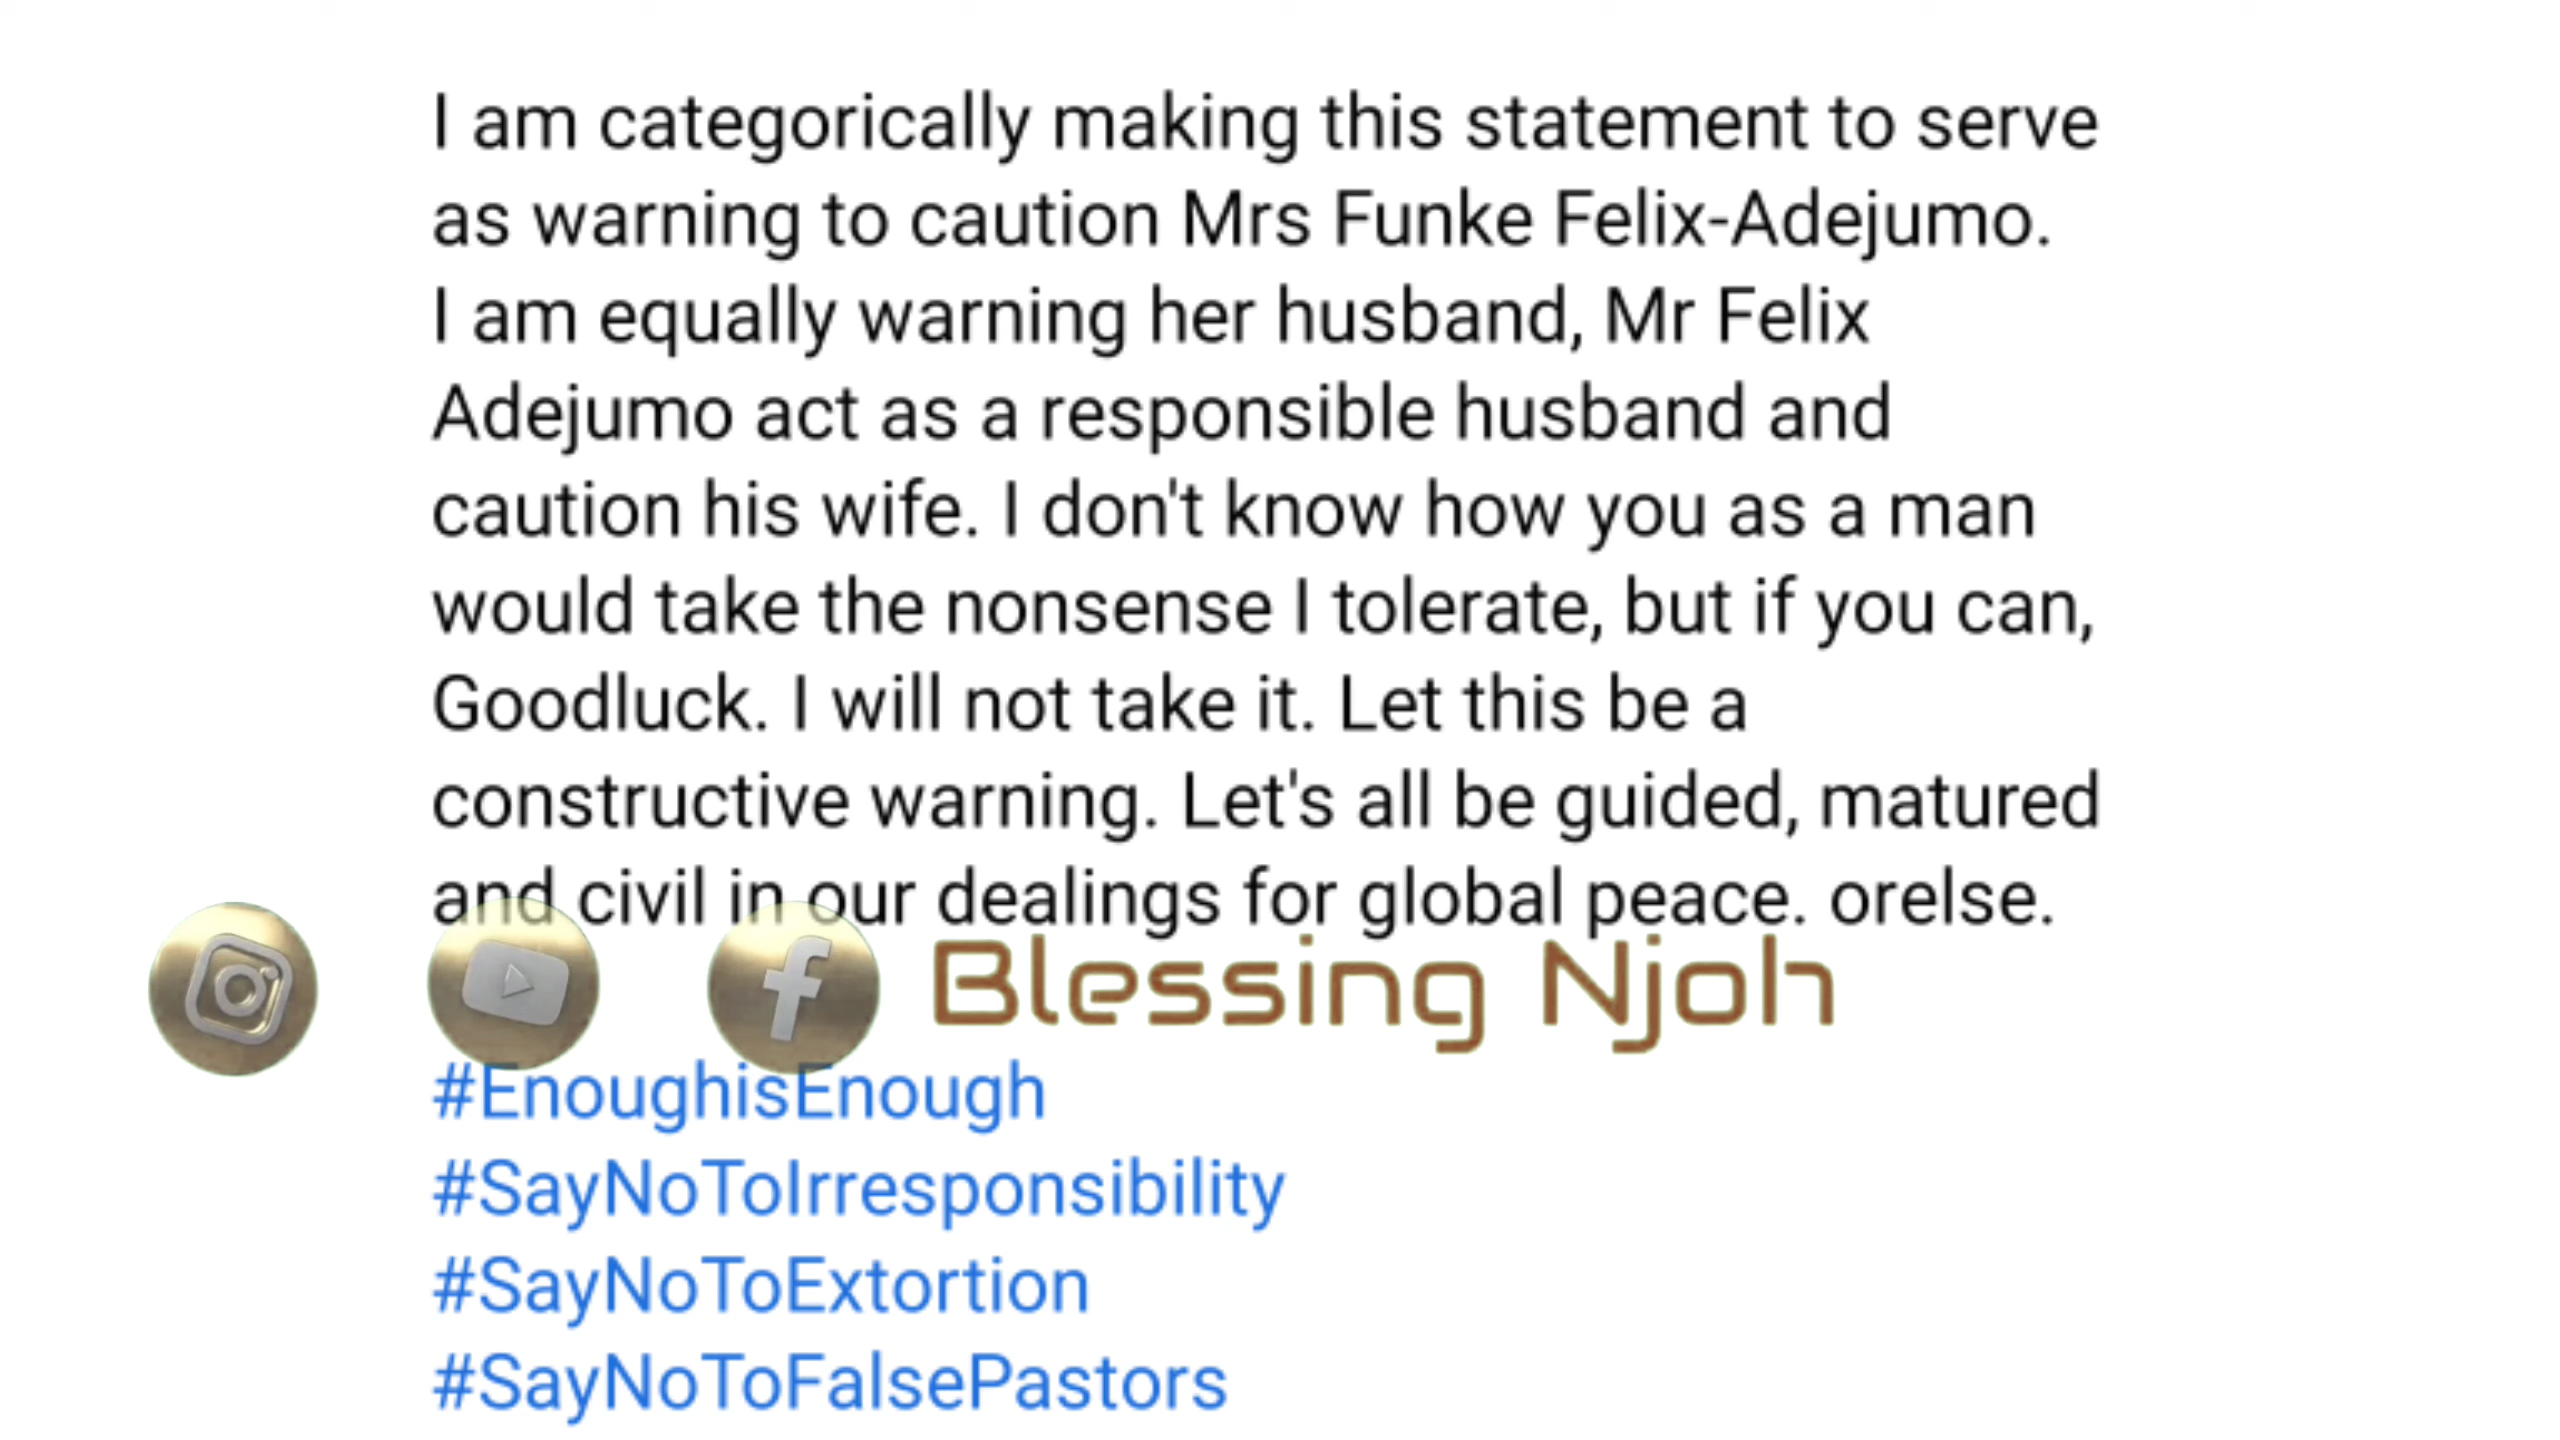 I am categorically making this statement to serve
as warning to caution Mrs Funke Felix-Adejumo.
I am equally warning her husband, Mr Felix
Adejumo act as a responsible husband and
caution his wife. I don't know how you as a man
would take the nonsense I tolerate, but if you can,
Goodluck. I will not take it. Let this be a
constructive warning. Let's all be guided, matured
and civil in our dealings for global peace. orelse.
Blessing Njoh
#EnoughisEnough
#SayNoToIrresponsibility
#SayNoToExtortion
#SayNoToFalsePastors